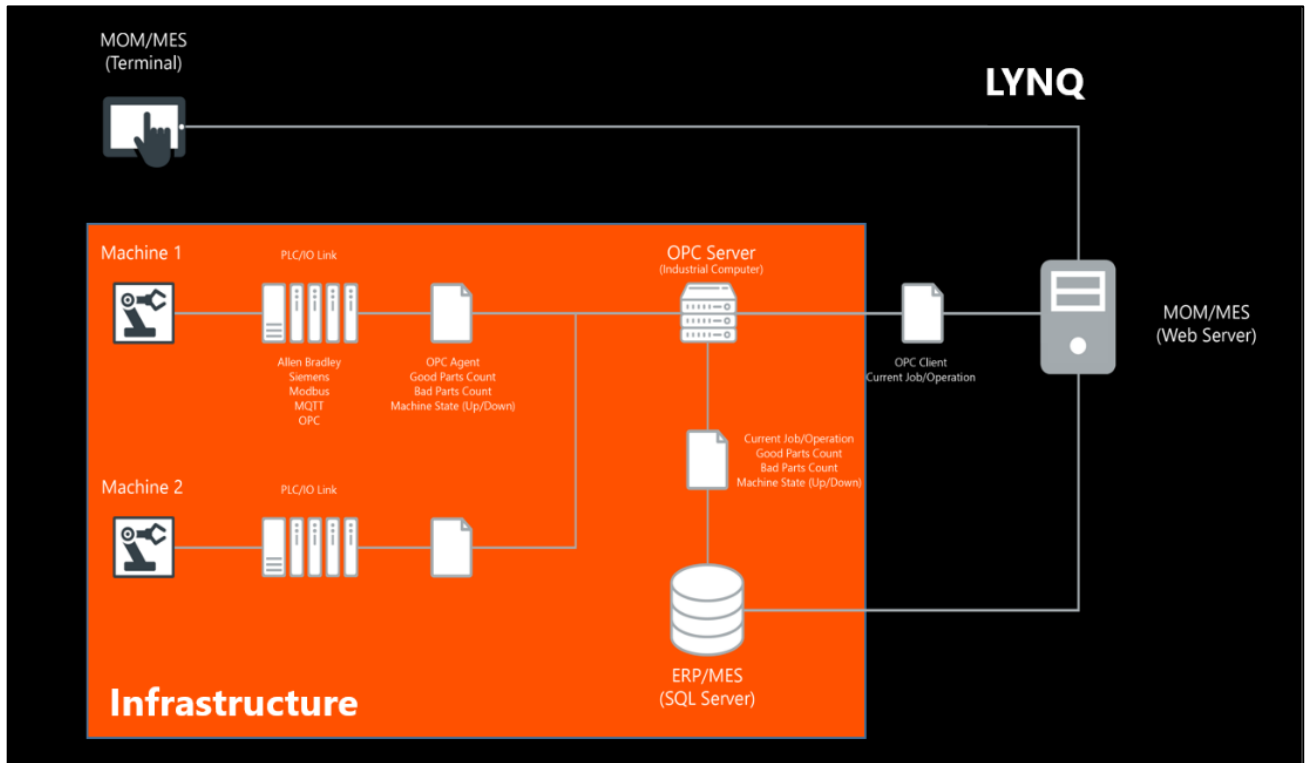 MOM/MES
(Terminal)
LYNQ
Machine 1
PLC/IO Link
OPC Server
(Industrial Computer)
MOM/MES
(Web Server)
Allen Bradley
Siemens
Modbus
MQTT
OPC
OPC Agent
Good Parts Count
Bad Parts Count
Machine State (Up/Down)
OPC Client
Current Job/Operation
Current Job/Operation
Good Parts Count
Bad Parts Count
Machine State (Up/Down)
Machine 2
PLC/IO Link
ERP/MES
(SQL Server)
Infrastructure